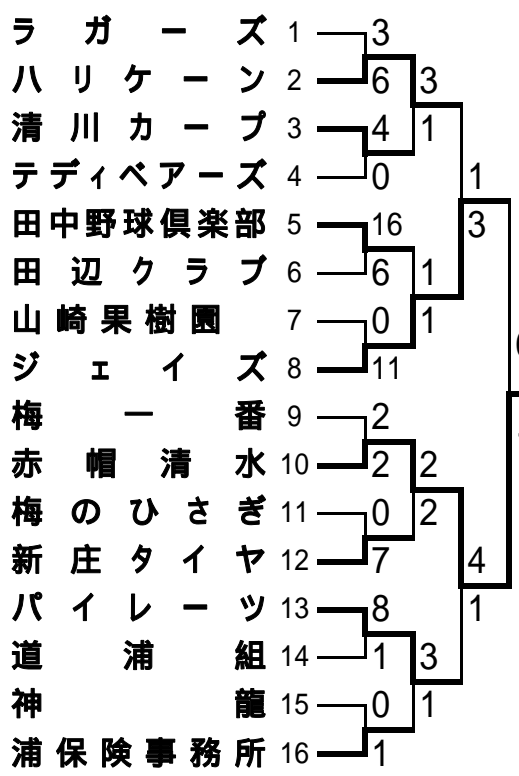 ラガーズ 1 3
ハリケーン 2 6 3
清川カープ 3 4 1
テディベアーズ 4 0 1
田中野球倶楽部 5 16 3
田辺クラブ 6 6 1
山崎果樹園 7 0 1
ジェイズ 8 11
梅一番 9 2
赤帽清水 10 2 2
梅のひさぎ 11 0 2
新庄タイヤ 12 7 4
パイレーツ 13 8 1
道浦組 14 1 3
神龍 15 0 1
浦保険事務所 16 1